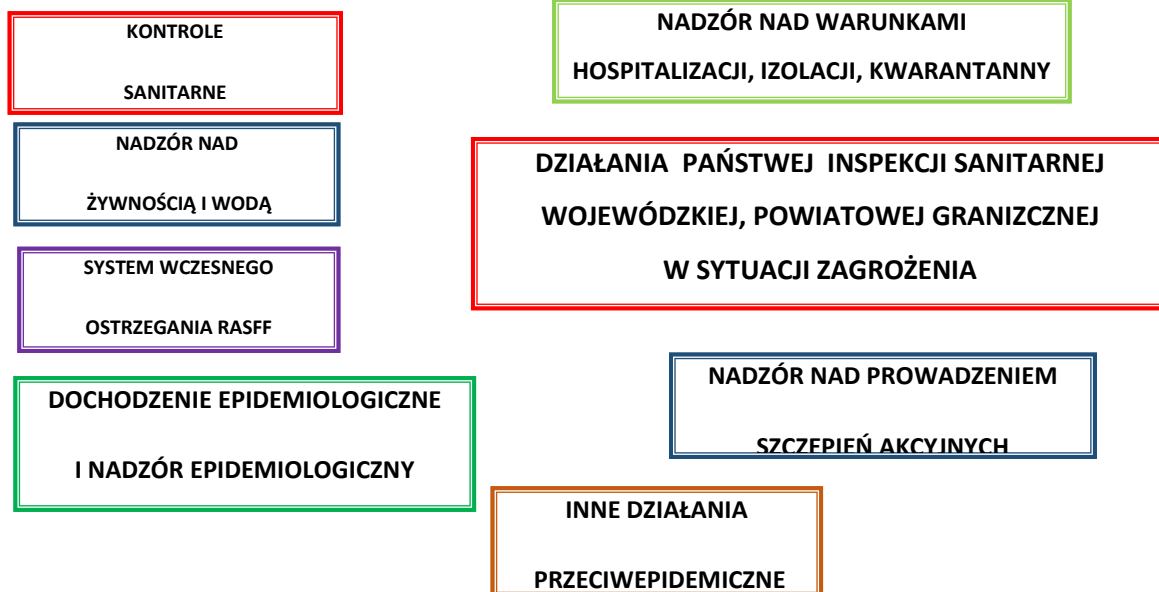 KONTROLE
SANITARNE
NADZÓR NAD WARUNKAMI
HOSPITALIZACJI, IZOLACJI, KWARANTANNY
NADZÓR NAD
ŻYWNOŚCIĄ I WODĄ
DZIAŁANIA PAŃSTWEJ INSPEKCJI SANITARNEJ
WOJEWÓDZKIEJ, POWIATOWEJ GRANIZCZNEJ
W SYTUACJI ZAGROŻENIA
SYSTEM WCZESNEGO
OSTRZEGANIA RASFF
DOCHODZENIE EPIDEMIOLOGICZNE
I NADZÓR EPIDEMIOLOGICZNY
NADZÓR NAD PROWADZENIEM
SZCZEPIEŃ AKCYJNYCH
INNE DZIAŁANIA
PRZECIWEPIDEMICZNE